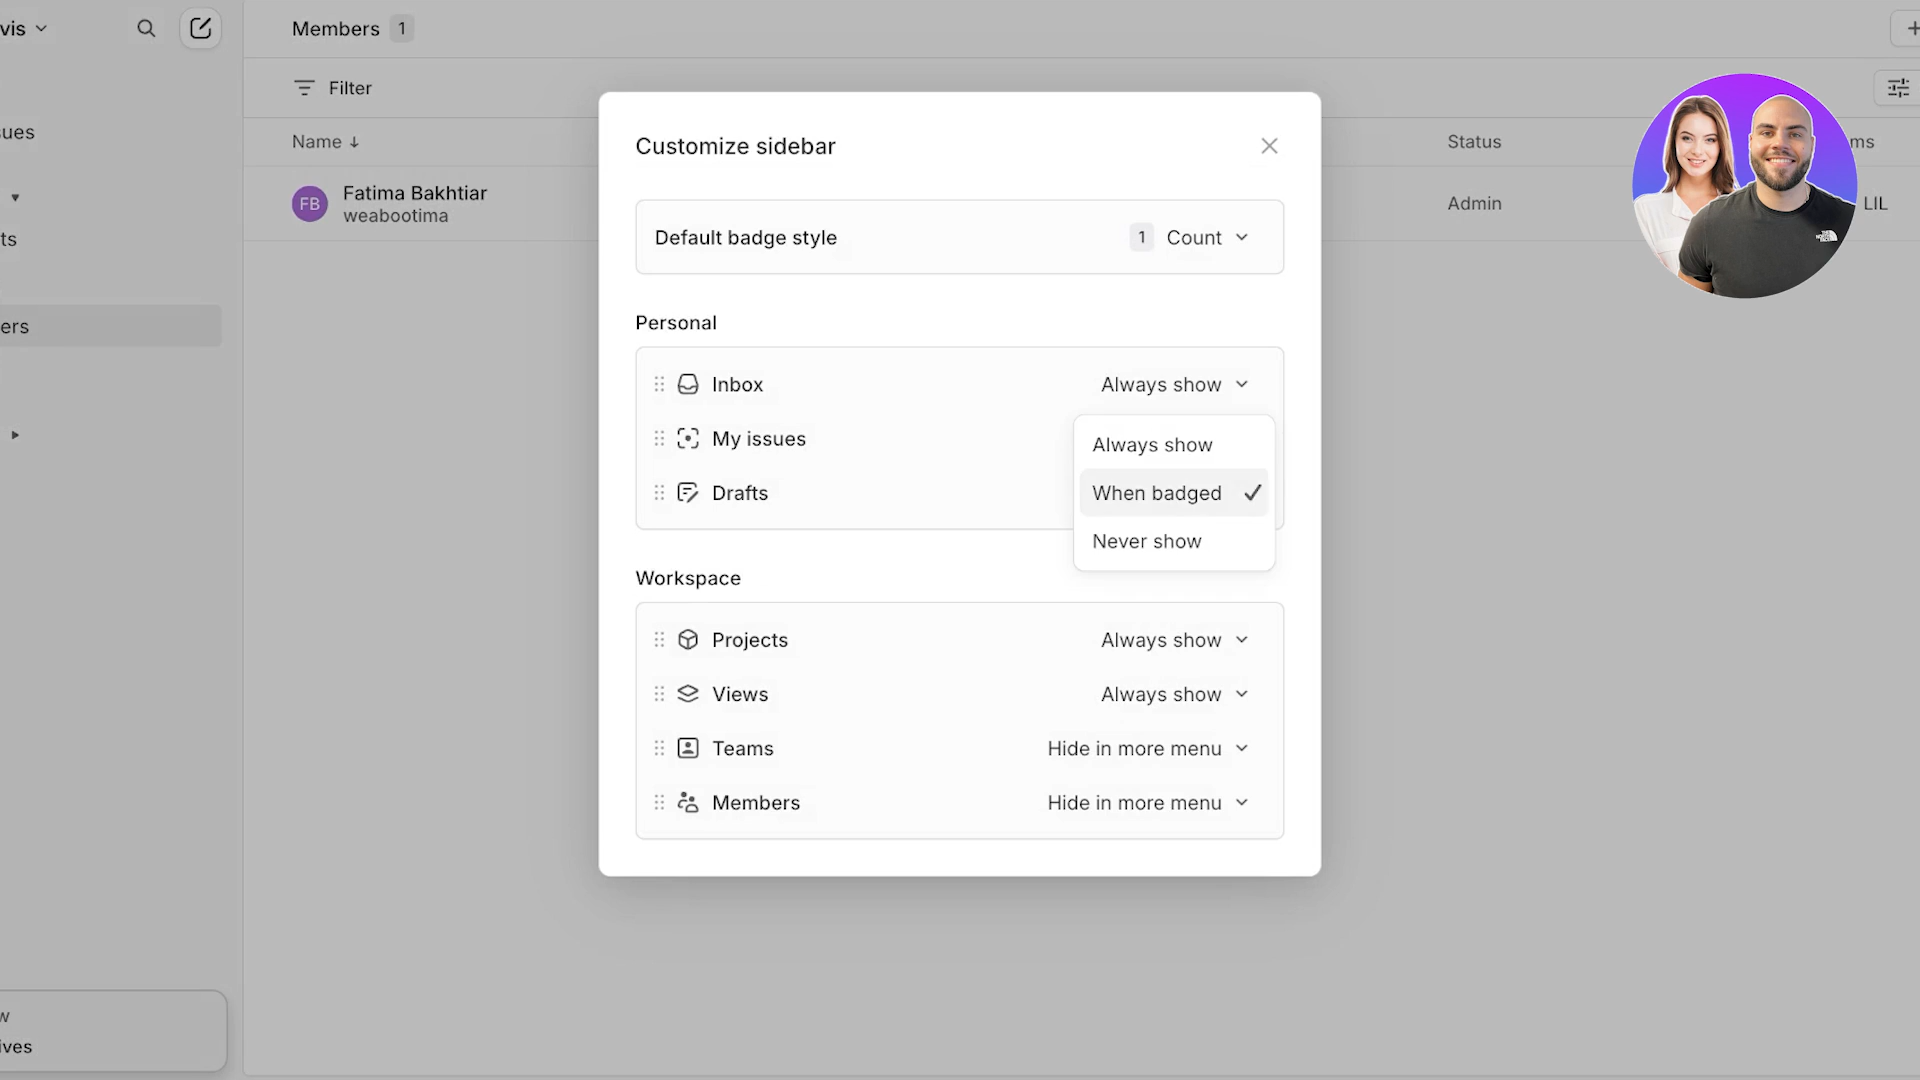 vis
Members 1
Filter
ues
Name ↓
Status
ms
FB
Fatima Bakhtiar
weabootima
Admin
LIL
ts
ers
w
ives
Customize sidebar
Default badge style
1 Count
Personal
Inbox
Always show
My issues
Drafts
Always show
When badged
Never show
Workspace
Projects
Always show
Views
Always show
Teams
Hide in more menu
Members
Hide in more menu